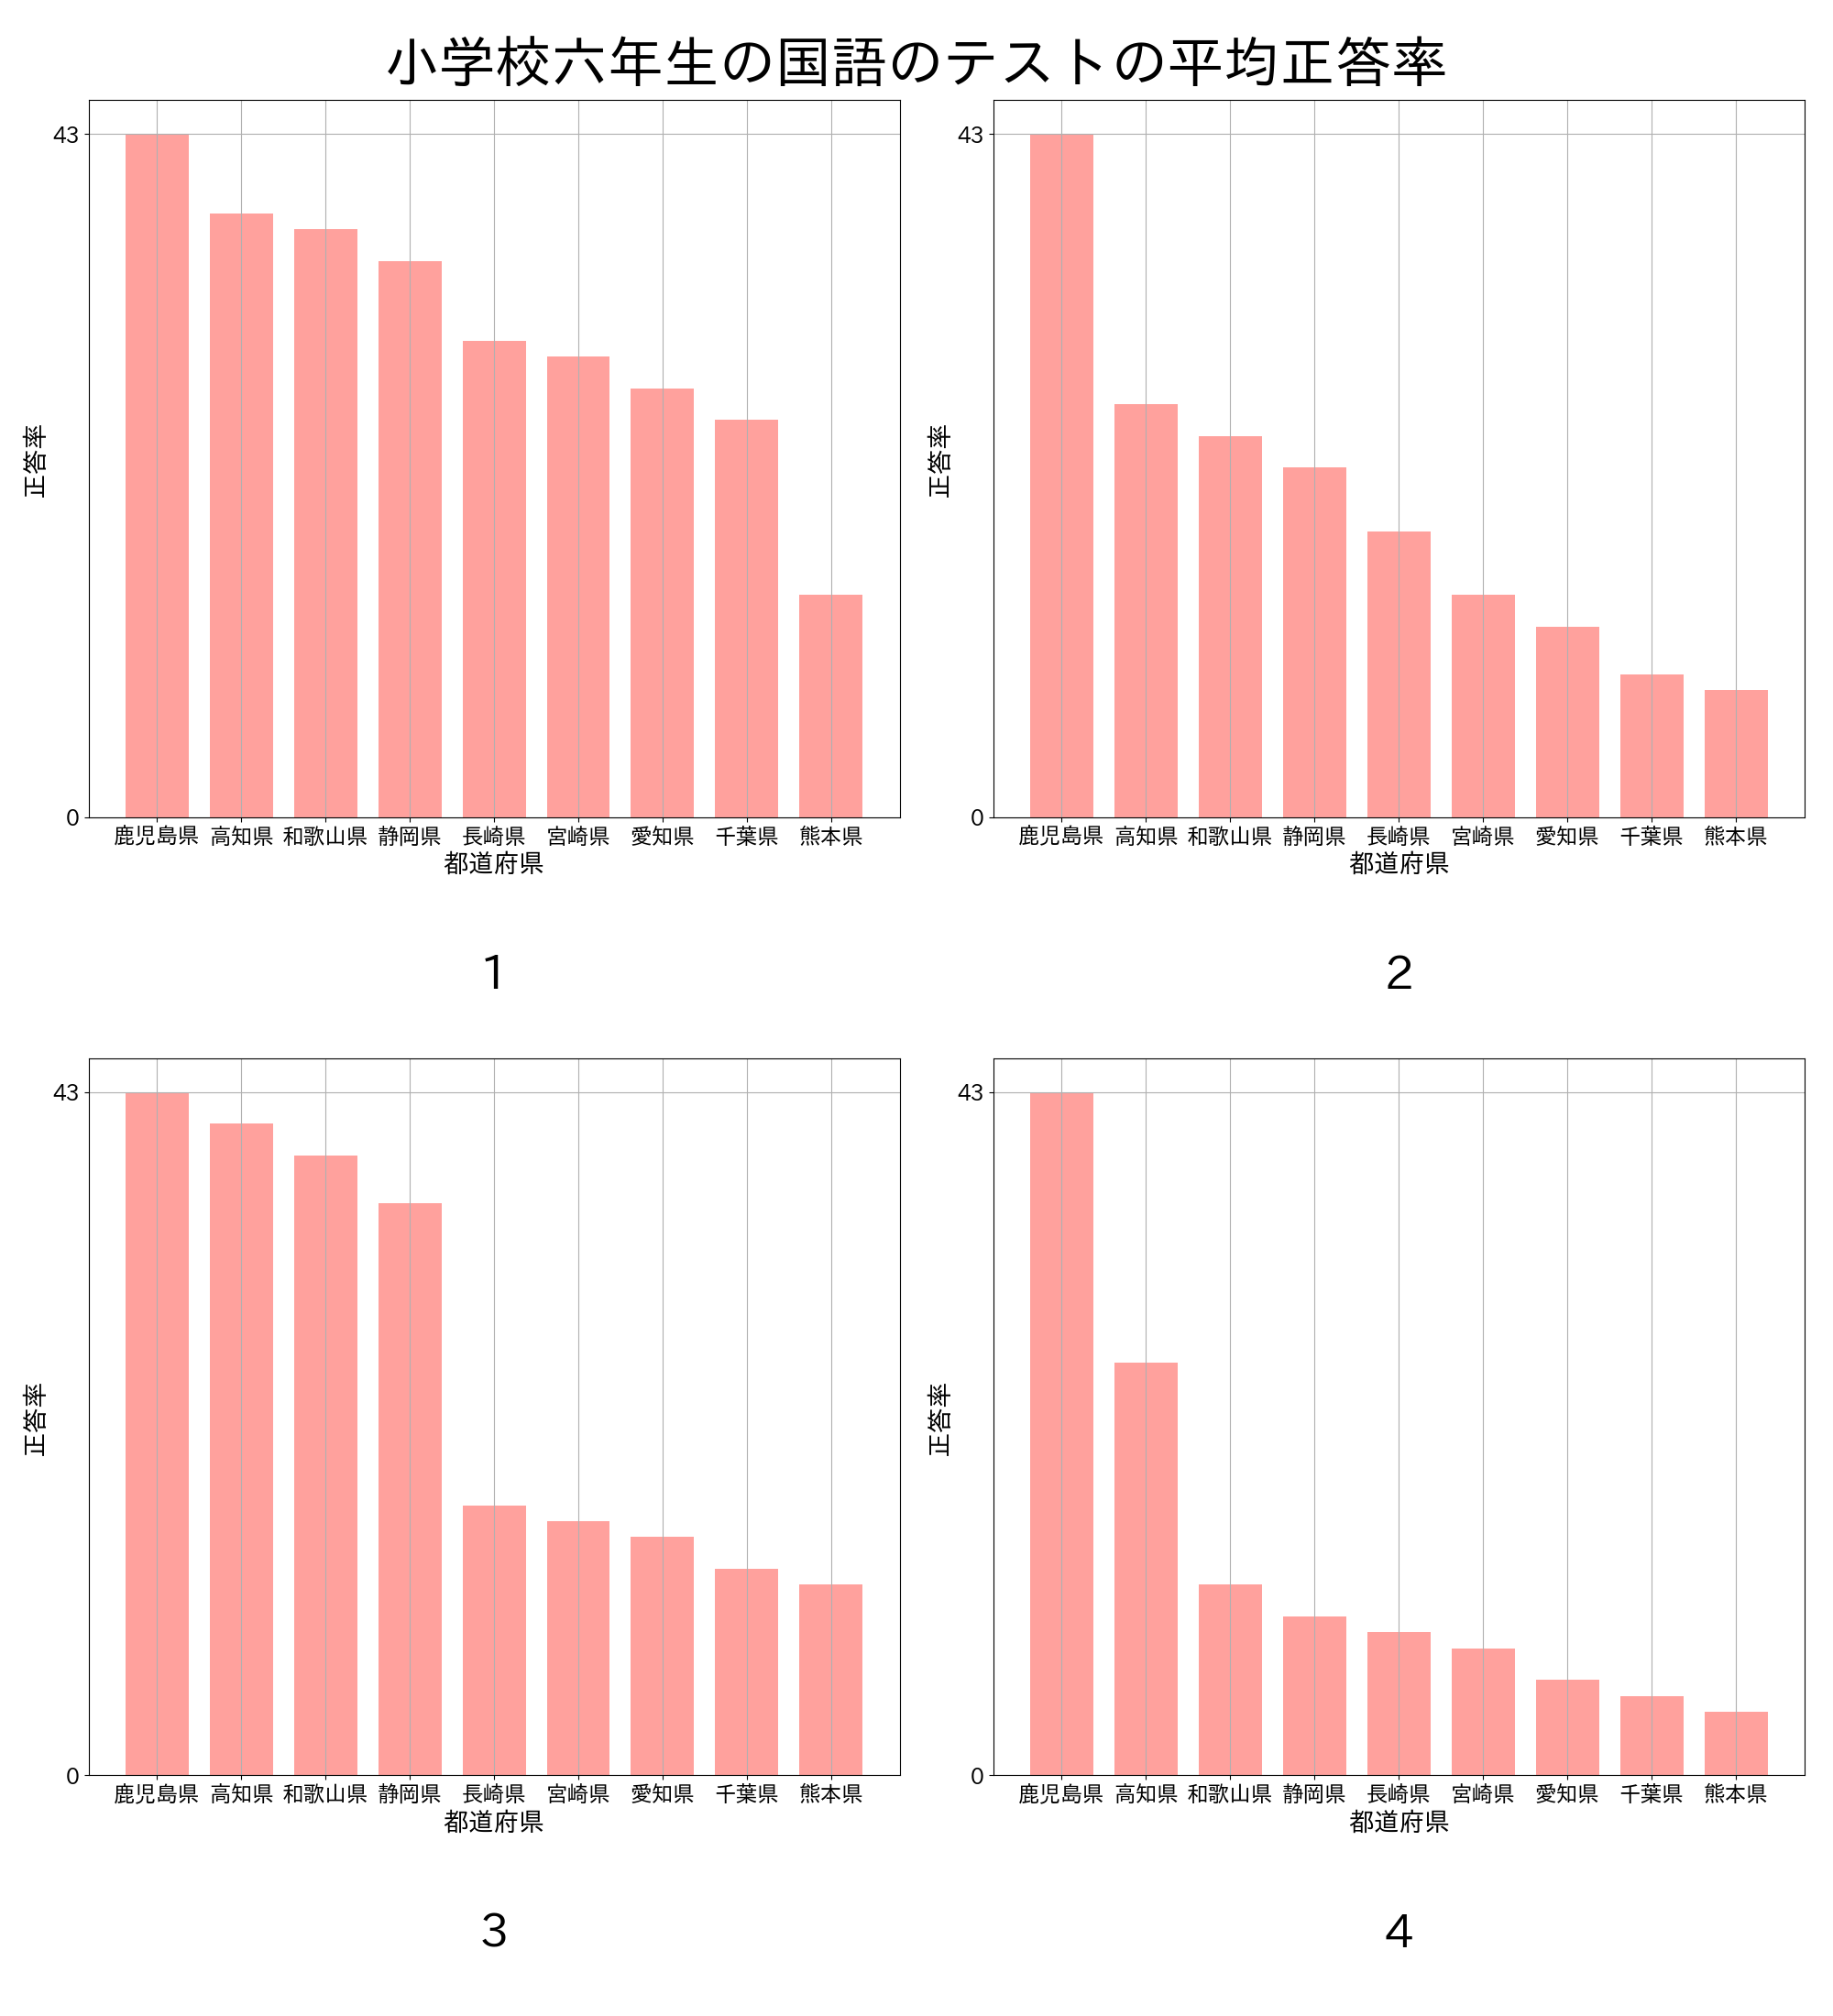 小学校六年生の国語のテストの平均正答率
43
0
正答率
鹿児島県 高知県 和歌山県 静岡県 長崎県 宮崎県 愛知県 千葉県 熊本県
都道府県
1
43
0
正答率
鹿児島県 高知県 和歌山県 静岡県 長崎県 宮崎県 愛知県 千葉県 熊本県
都道府県
2
43
0
正答率
鹿児島県 高知県 和歌山県 静岡県 長崎県 宮崎県 愛知県 千葉県 熊本県
都道府県
3
43
0
正答率
鹿児島県 高知県 和歌山県 静岡県 長崎県 宮崎県 愛知県 千葉県 熊本県
都道府県
4